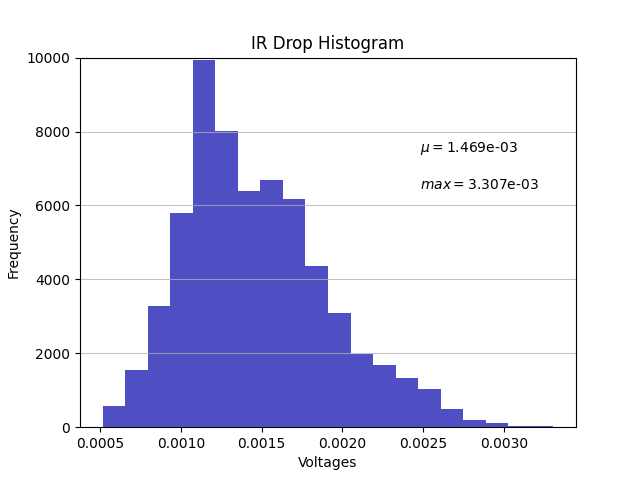 IR Drop Histogram
10000
8000
6000
4000
2000
0
Frequency
μ = 1.469e-03
max = 3.307e-03
0.0005 0.0010 0.0015 0.0020 0.0025 0.0030
Voltages